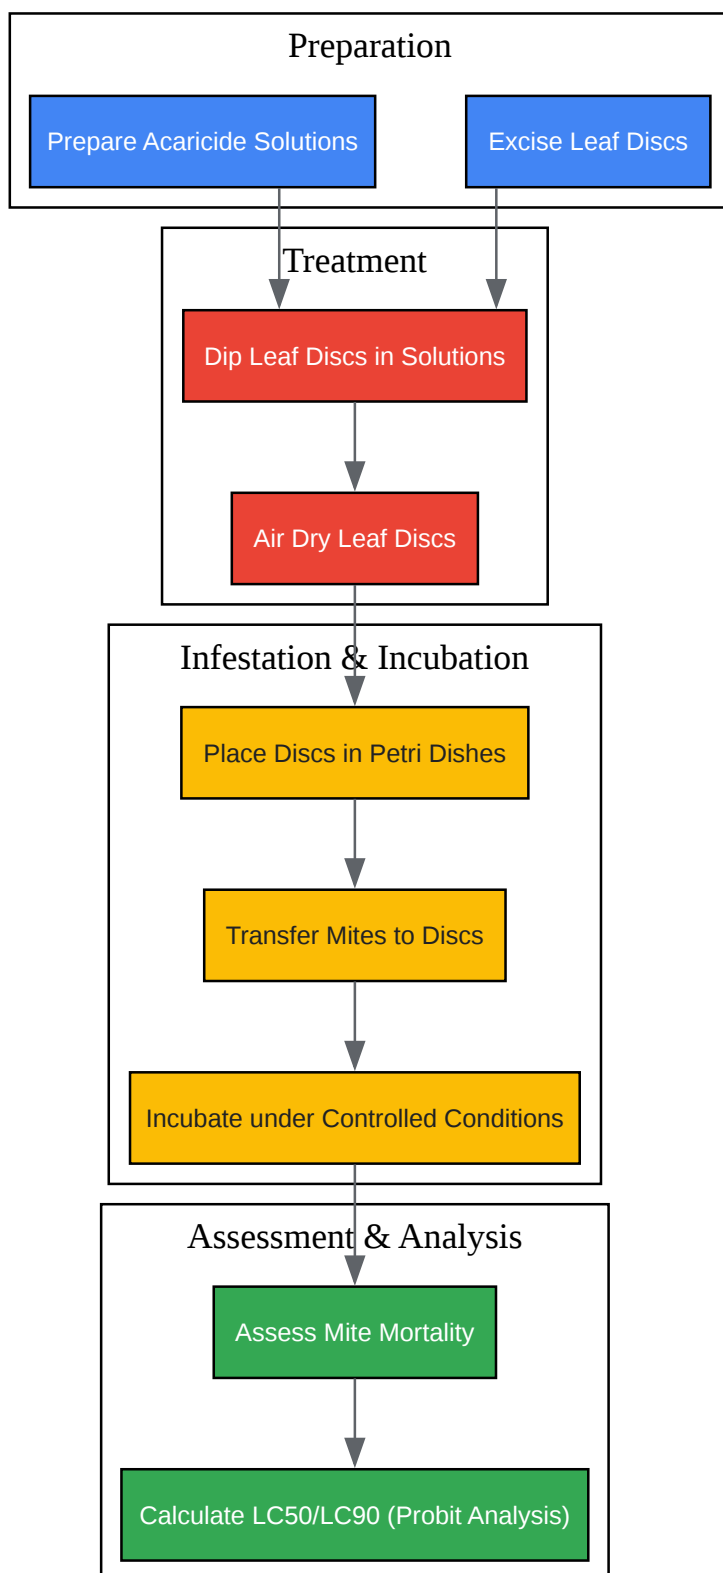 Preparation
Prepare Acaricide Solutions
Excise Leaf Discs
Treatment
Dip Leaf Discs in Solutions
Air Dry Leaf Discs
Infestation & Incubation
Place Discs in Petri Dishes
Transfer Mites to Discs
Incubate under Controlled Conditions
Assessment & Analysis
Assess Mite Mortality
Calculate LC50/LC90 (Probit Analysis)